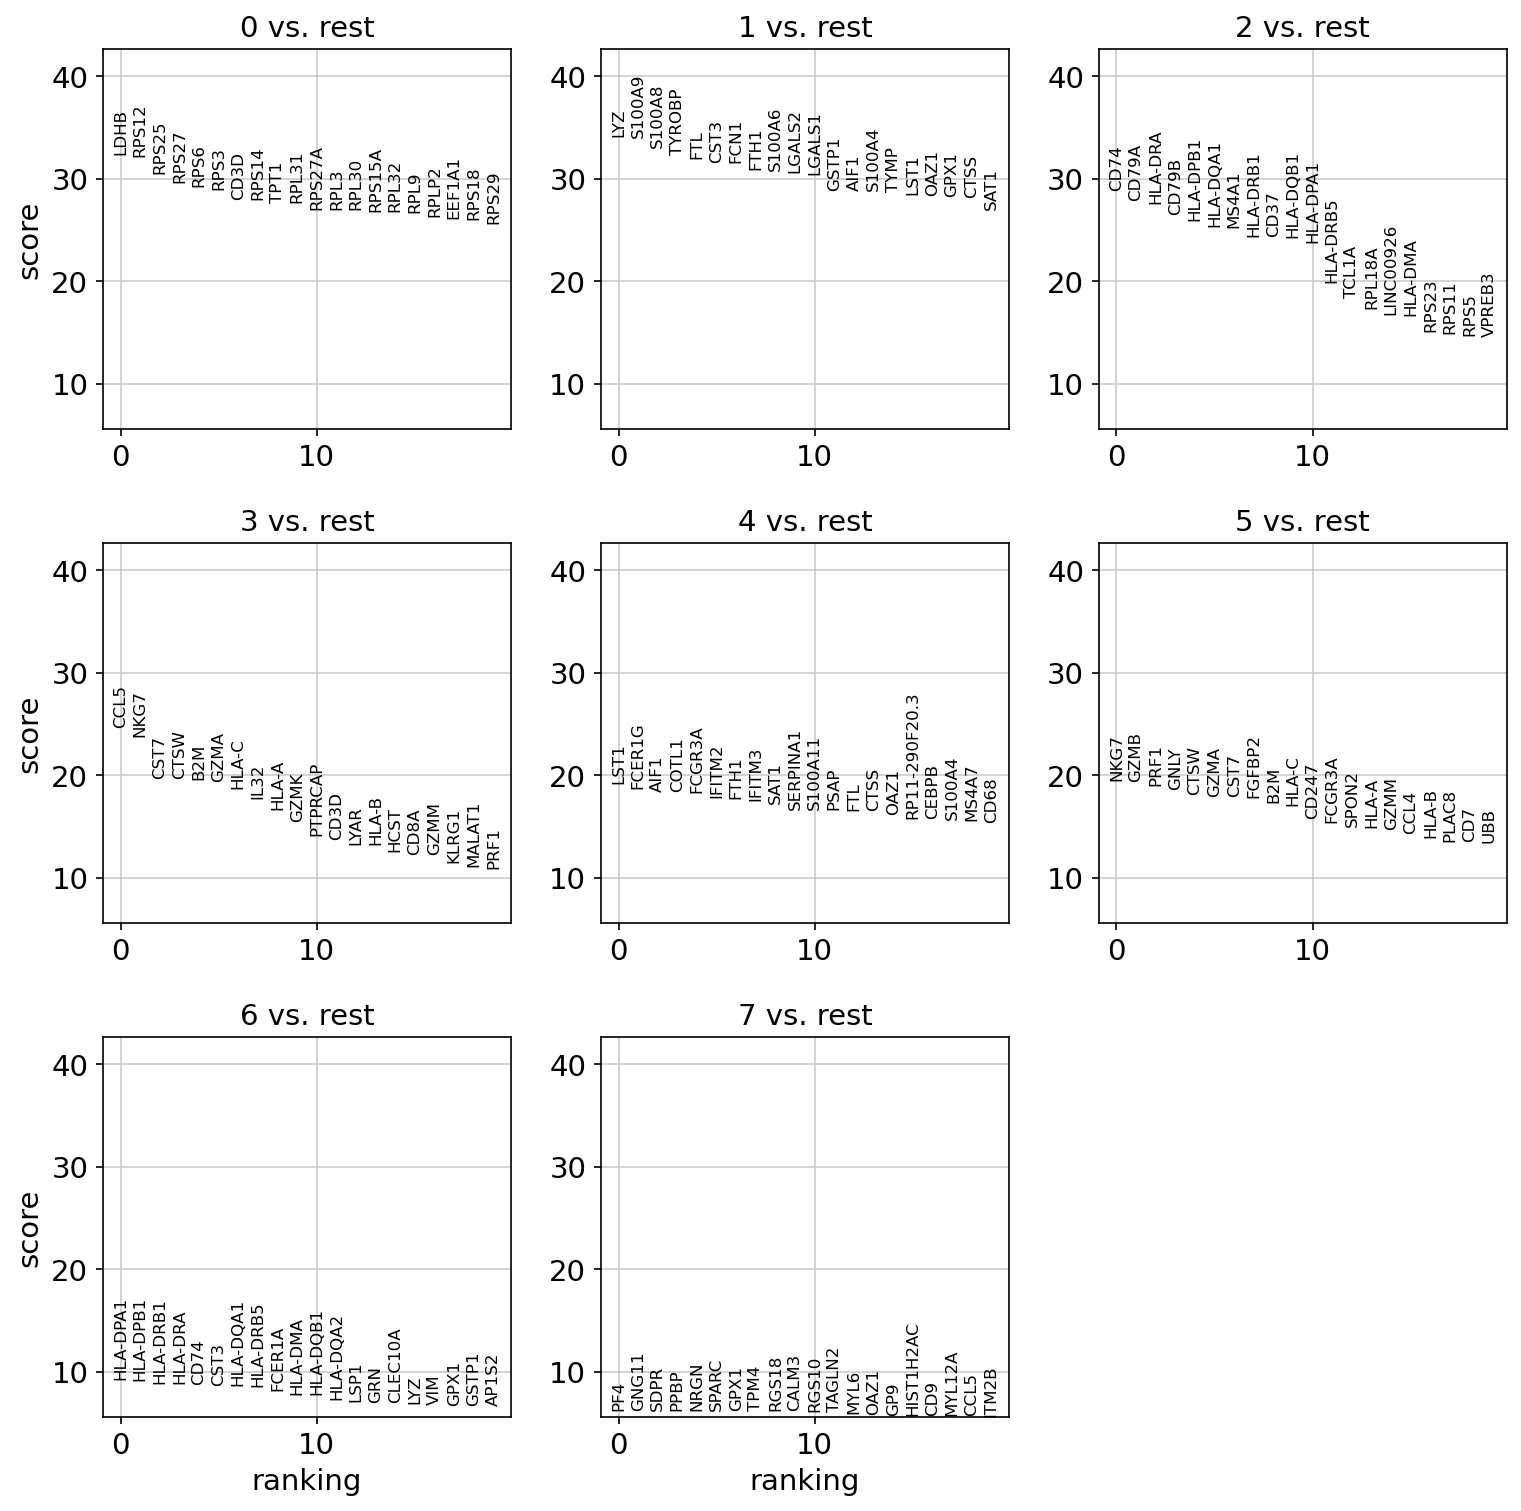 0 vs. rest
1 vs. rest
2 vs. rest
score
40
30
20
10
LDHB
RPS12
RPS25
RPS27
RPS6
RPS3
CD3D
RPS14
TPT1
RPL31
RPS27A
RPL3
RPL30
RPS15A
RPL32
RPL9
RPLP2
EEF1A1
RPS18
RPS29
0
10
40
30
20
10
LYZ
S100A9
S100A8
TYROBP
FTL
CST3
FCN1
FTH1
S100A6
LGALS2
LGALS1
GSTP1
AIF1
S100A4
TYMP
LST1
OAZ1
GPX1
CTSS
SAT1
0
10
40
30
20
10
CD74
CD79A
HLA-DRA
CD79B
HLA-DPB1
HLA-DQA1
MS4A1
HLA-DRB1
CD37
HLA-DQB1
HLA-DPA1
HLA-DRB5
TCL1A
RPL18A
LINC00926
HLA-DMA
RPS23
RPS11
RPS5
VPREB3
0
10
3 vs. rest
4 vs. rest
5 vs. rest
score
40
30
20
10
CCL5
NKG7
CST7
CTSW
B2M
GZMA
HLA-C
IL32
HLA-A
GZMK
PTPRCAP
CD3D
LYAR
HLA-B
HCST
CD8A
GZMM
KLRG1
MALAT1
PRF1
0
10
40
30
20
10
LST1
FCER1G
AIF1
COTL1
FCGR3A
IFITM2
FTH1
IFITM3
SAT1
SERPINA1
S100A11
PSAP
FTL
CTSS
OAZ1
RP11-290F20.3
CEBPB
S100A4
MS4A7
CD68
0
10
40
30
20
10
NKG7
GZMB
PRF1
GNLY
CTSW
GZMA
CST7
FGFBP2
B2M
HLA-C
CD247
FCGR3A
SPON2
HLA-A
GZMM
CCL4
HLA-B
PLAC8
CD7
UBB
0
10
6 vs. rest
7 vs. rest
score
40
30
20
10
HLA-DPA1
HLA-DPB1
HLA-DRB1
HLA-DRA
CD74
CST3
HLA-DQA1
HLA-DRB5
FCER1A
HLA-DMA
HLA-DQB1
HLA-DQA2
LSP1
GRN
CLEC10A
LYZ
VIM
GPX1
GSTP1
AP1S2
0
10
ranking
40
30
20
10
PF4
GNG11
SDPR
PPBP
NRGN
SPARC
GPX1
TPM4
RGS18
CALM3
RGS10
TAGLN2
MYL6
OAZ1
GP9
HIST1H2AC
CD9
MYL12A
CCL5
ITM2B
0
10
ranking